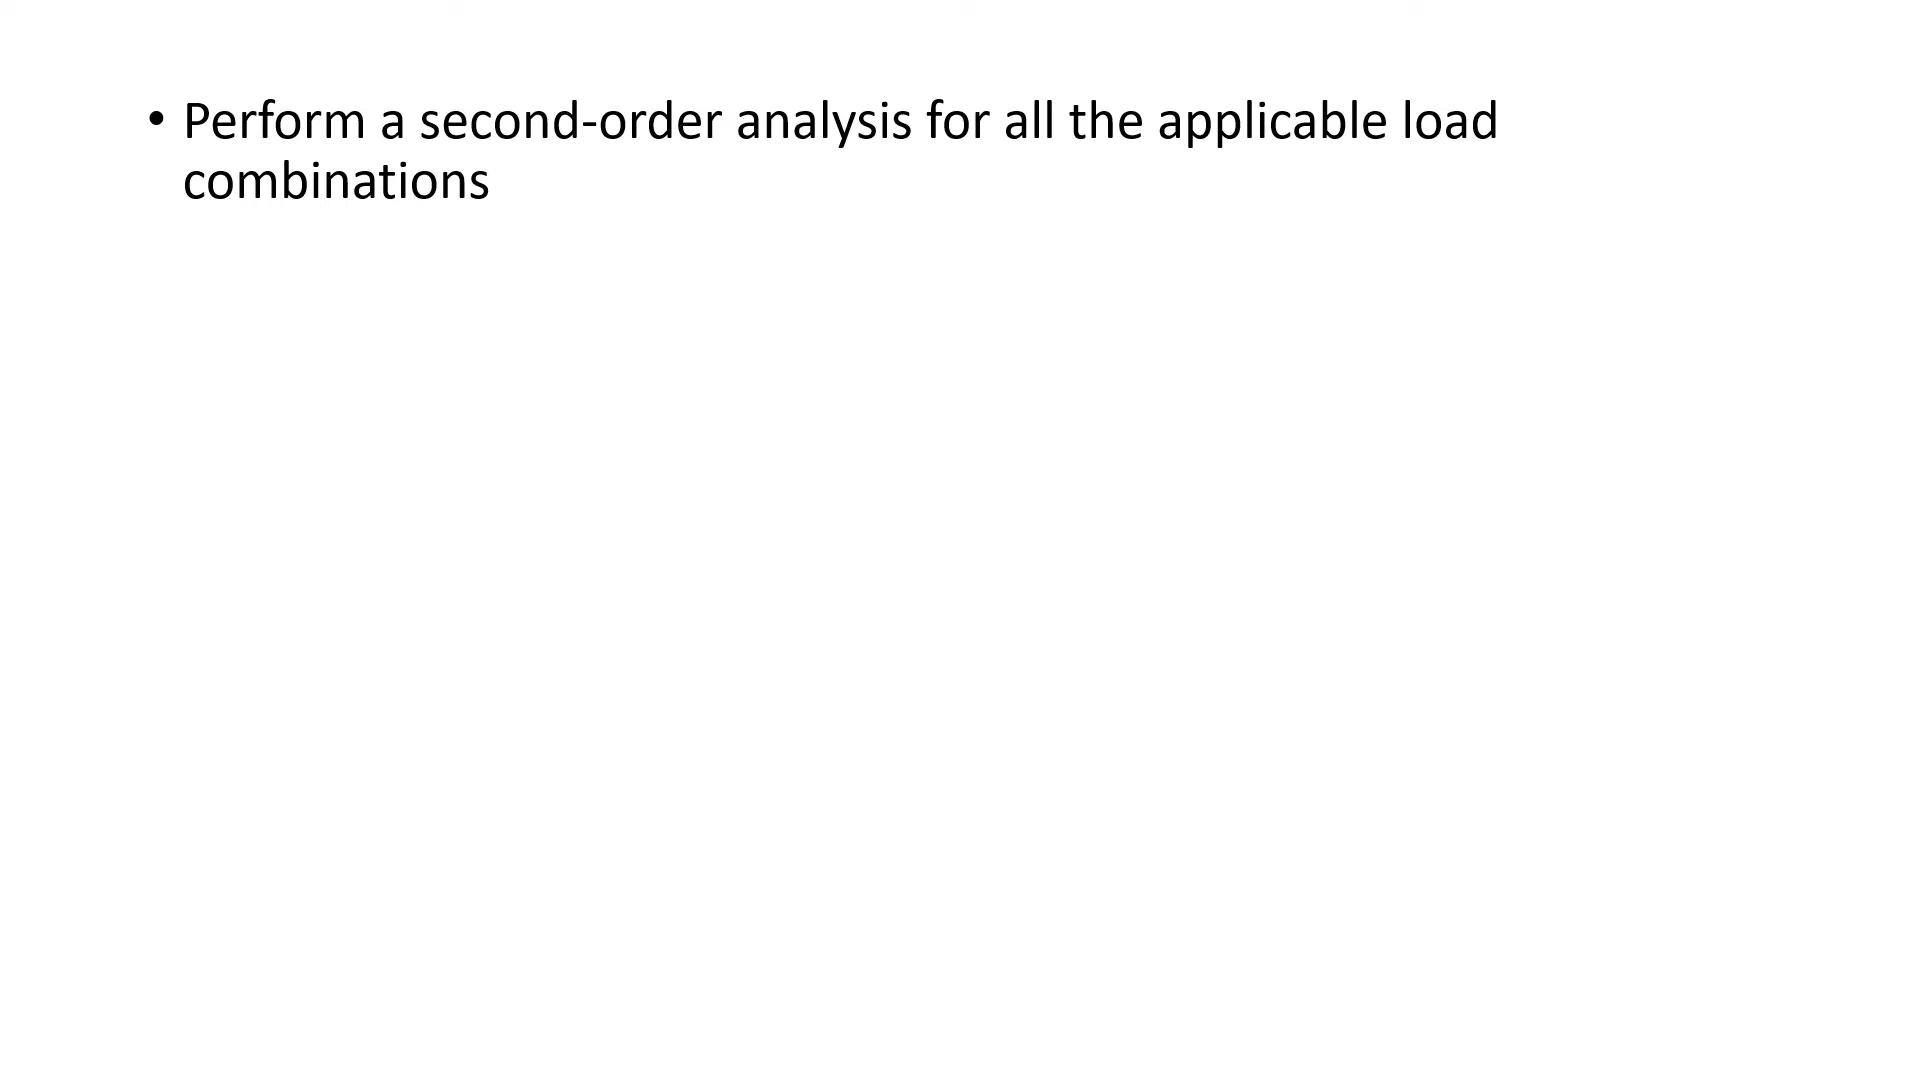 • Perform a second-order analysis for all the applicable load
combinations